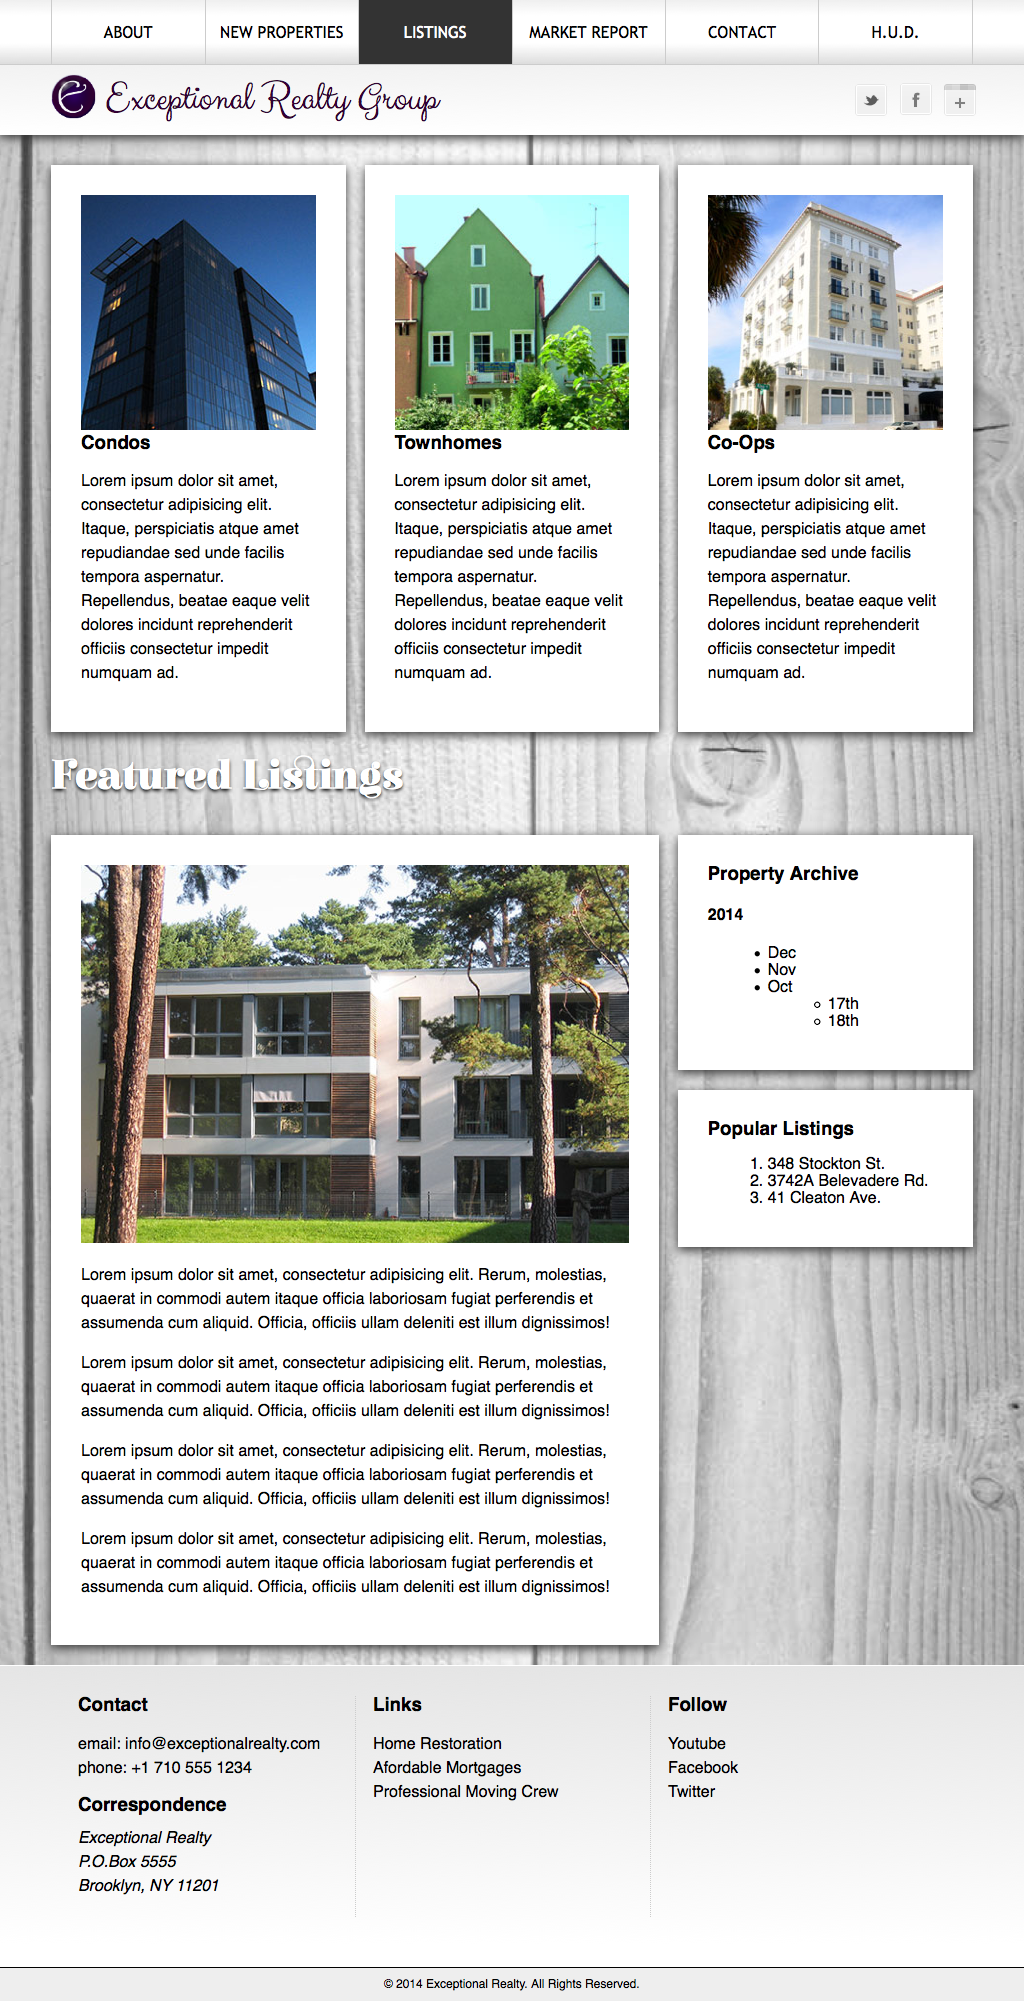 ABOUT
NEW PROPERTIES
LISTINGS
MARKET REPORT
CONTACT
H.U.D.
Exceptional Realty Group
Condos
Lorem ipsum dolor sit amet,
consectetur adipisicing elit.
Itaque, perspiciatis atque amet
repudiandae sed unde facilis
tempora aspernatur.
Repellendus, beatae eaque velit
dolores incidunt reprehenderit
officiis consectetur impedit
numquam ad.
Townhomes
Lorem ipsum dolor sit amet,
consectetur adipisicing elit.
Itaque, perspiciatis atque amet
repudiandae sed unde facilis
tempora aspernatur.
Repellendus, beatae eaque velit
dolores incidunt reprehenderit
officiis consectetur impedit
numquam ad.
Co-Ops
Lorem ipsum dolor sit amet,
consectetur adipisicing elit.
Itaque, perspiciatis atque amet
repudiandae sed unde facilis
tempora aspernatur.
Repellendus, beatae eaque velit
dolores incidunt reprehenderit
officiis consectetur impedit
numquam ad.
Featured Listings
Lorem ipsum dolor sit amet, consectetur adipisicing elit. Rerum, molestias,
quaerat in commodi autem itaque officia laboriosam fugiat perferendis et
assumenda cum aliquid. Officia, officiis ullam deleniti est illum dignissimos!
Lorem ipsum dolor sit amet, consectetur adipisicing elit. Rerum, molestias,
quaerat in commodi autem itaque officia laboriosam fugiat perferendis et
assumenda cum aliquid. Officia, officiis ullam deleniti est illum dignissimos!
Lorem ipsum dolor sit amet, consectetur adipisicing elit. Rerum, molestias,
quaerat in commodi autem itaque officia laboriosam fugiat perferendis et
assumenda cum aliquid. Officia, officiis ullam deleniti est illum dignissimos!
Lorem ipsum dolor sit amet, consectetur adipisicing elit. Rerum, molestias,
quaerat in commodi autem itaque officia laboriosam fugiat perferendis et
assumenda cum aliquid. Officia, officiis ullam deleniti est illum dignissimos!
Property Archive
2014
• Dec
• Nov
• Oct
◦ 17th
◦ 18th
Popular Listings
1. 348 Stockton St.
2. 3742A Belevadere Rd.
3. 41 Cleaton Ave.
Contact
email: info@exceptionalrealty.com
phone: +1 710 555 1234
Correspondence
Exceptional Realty
P.O.Box 5555
Brooklyn, NY 11201
Links
Home Restoration
Afordable Mortgages
Professional Moving Crew
Follow
Youtube
Facebook
Twitter
© 2014 Exceptional Realty. All Rights Reserved.